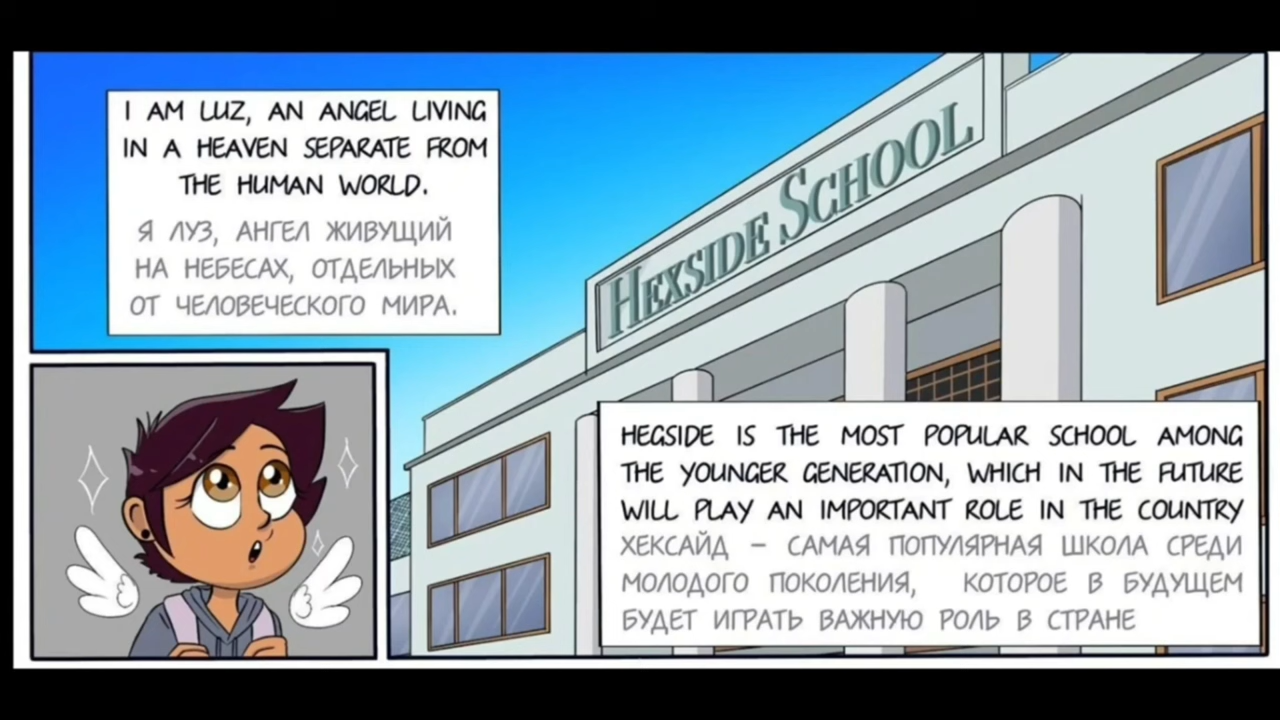 I AM LUZ, AN ANGEL LIVING
IN A HEAVEN SEPARATE FROM
THE HUMAN WORLD.
Я ЛУЗ, АНГЕЛ ЖИВУЩИЙ
НА НЕБЕСАХ, ОТДЕЛЬНЫХ
ОТ ЧЕЛОВЕЧЕСКОГО МИРА.
HEXSIDE SCHOOL
HEGSIDE IS THE MOST POPULAR SCHOOL AMONG
THE YOUNGER GENERATION, WHICH IN THE FUTURE
WILL PLAY AN IMPORTANT ROLE IN THE COUNTRY
ХЕКСАЙД – САМАЯ ПОПУЛЯРНАЯ ШКОЛА СРЕДИ
МОЛОДОГО ПОКОЛЕНИЯ, КОТОРОЕ В БУДУЩЕМ
БУДЕТ ИГРАТЬ ВАЖНУЮ РОЛЬ В СТРАНЕ